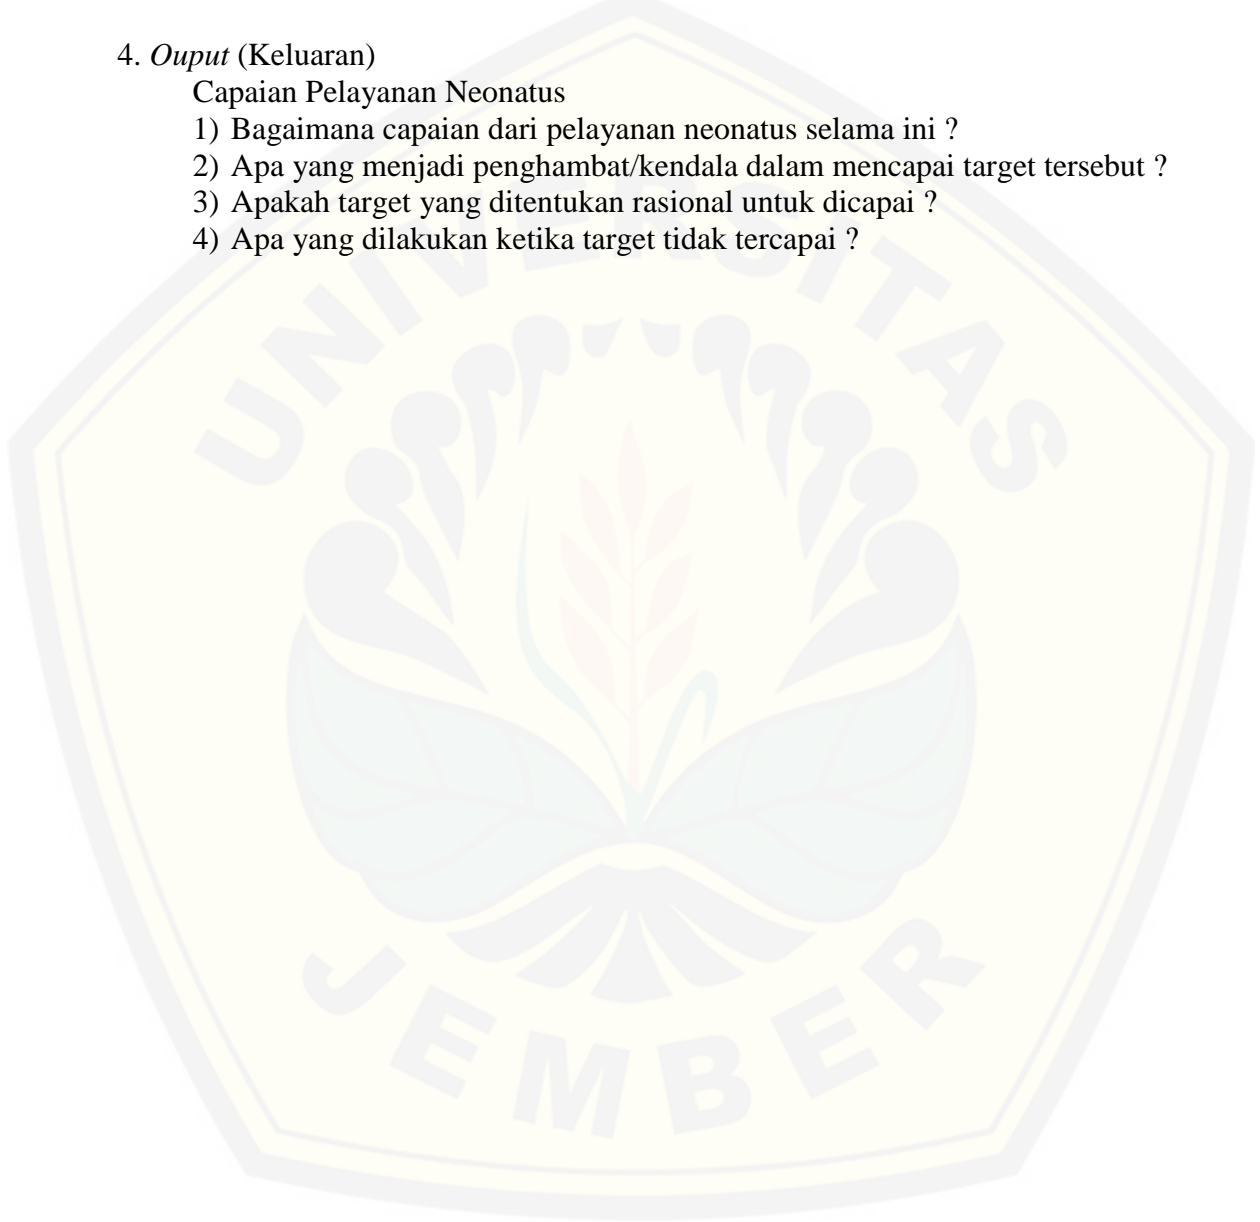 4. Ouput (Keluaran)
Capaian Pelayanan Neonatus
1) Bagaimana capaian dari pelayanan neonatus selama ini ?
2) Apa yang menjadi penghambat/kendala dalam mencapai target tersebut ?
3) Apakah target yang ditentukan rasional untuk dicapai ?
4) Apa yang dilakukan ketika target tidak tercapai ?
UNIVERSITAS
JEMBER